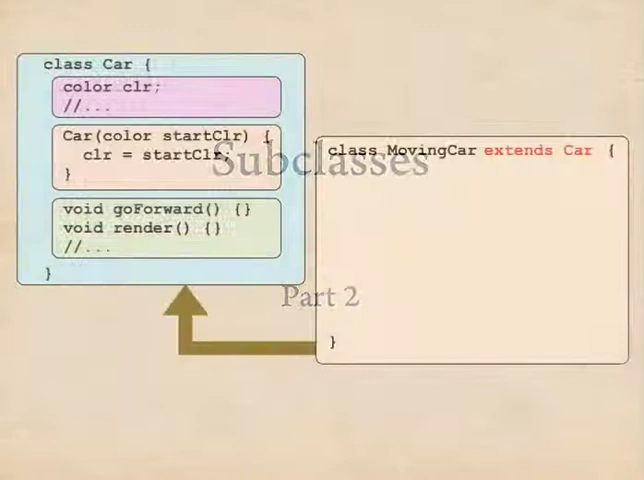 class Car {
color clr;
//...
Car(color startClr) {
clr = startClr;
}
void goForward() {}
void render() {}
//...
}
Subclasses
Part 2
class MovingCar extends Car {
}